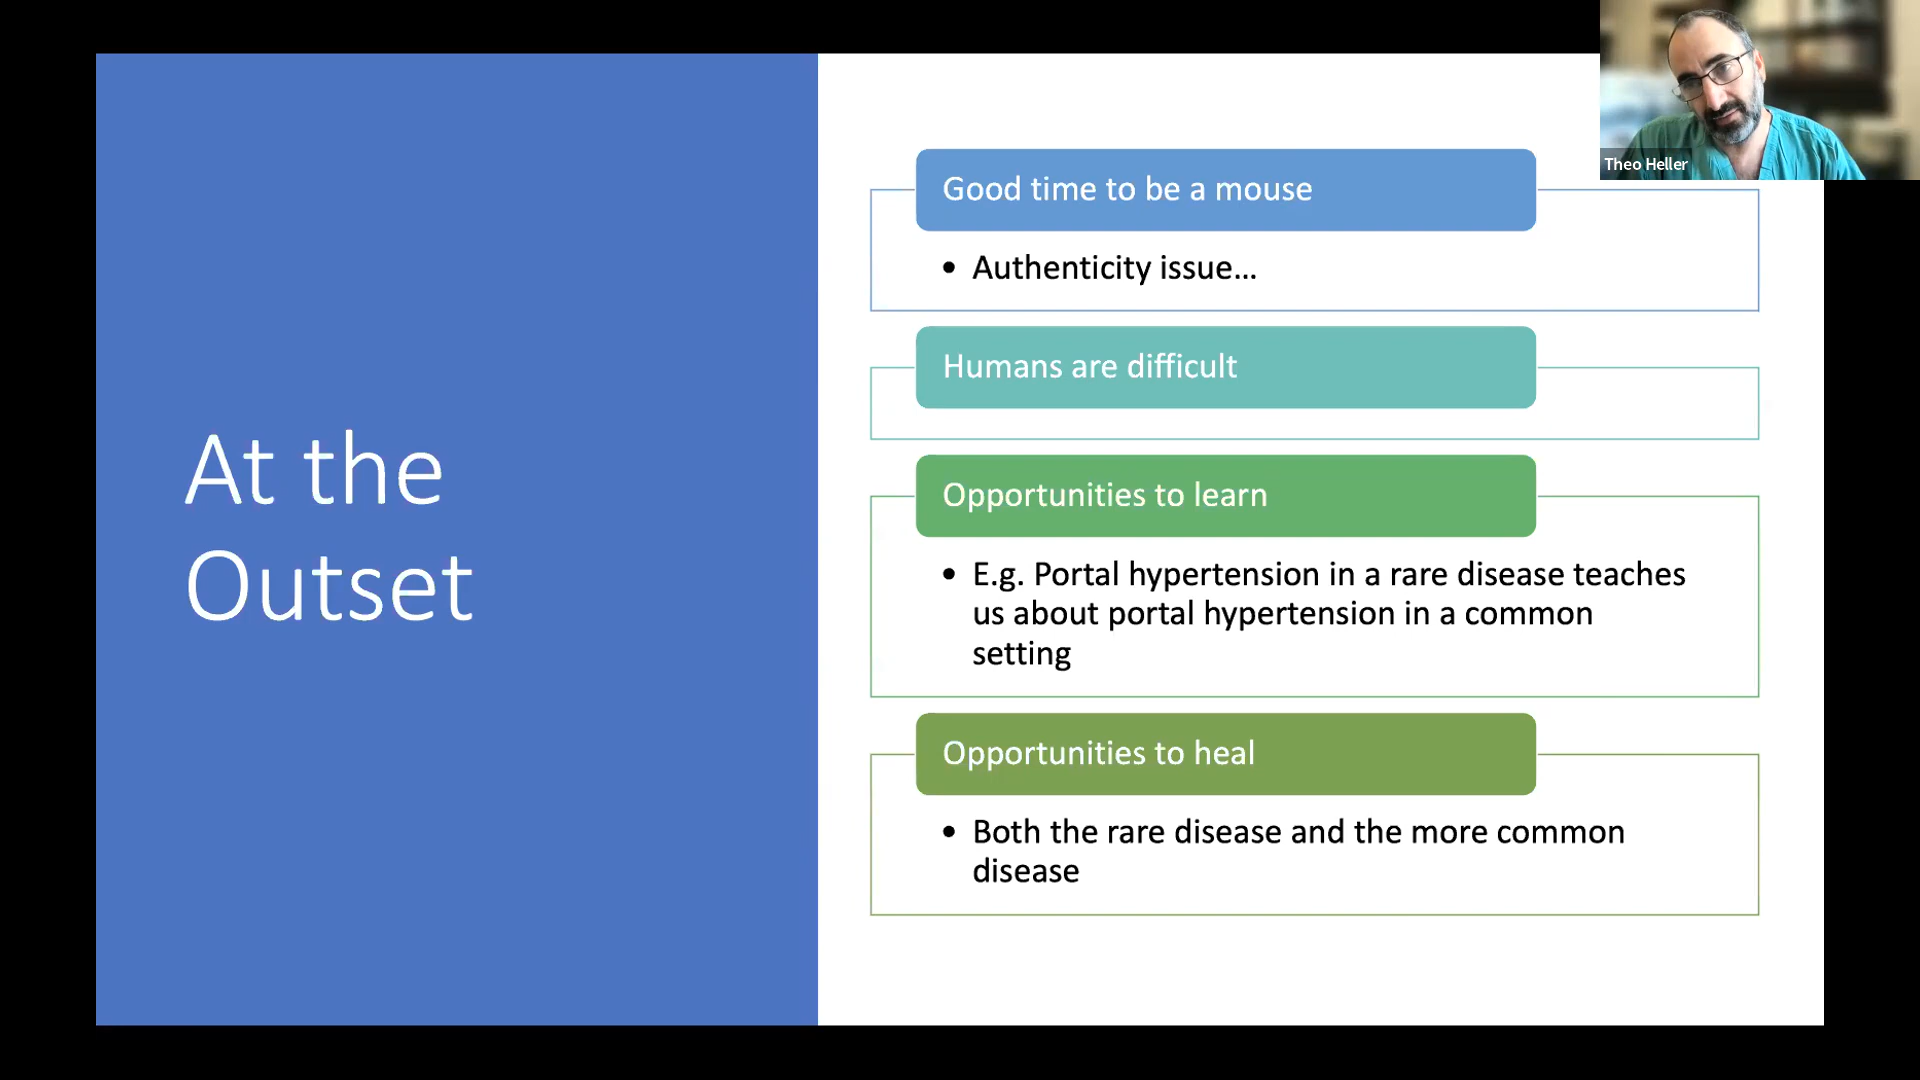 At the
Outset
Good time to be a mouse
• Authenticity issue...
Humans are difficult
Opportunities to learn
• E.g. Portal hypertension in a rare disease teaches
us about portal hypertension in a common
setting
Opportunities to heal
• Both the rare disease and the more common
disease
Theo Heller